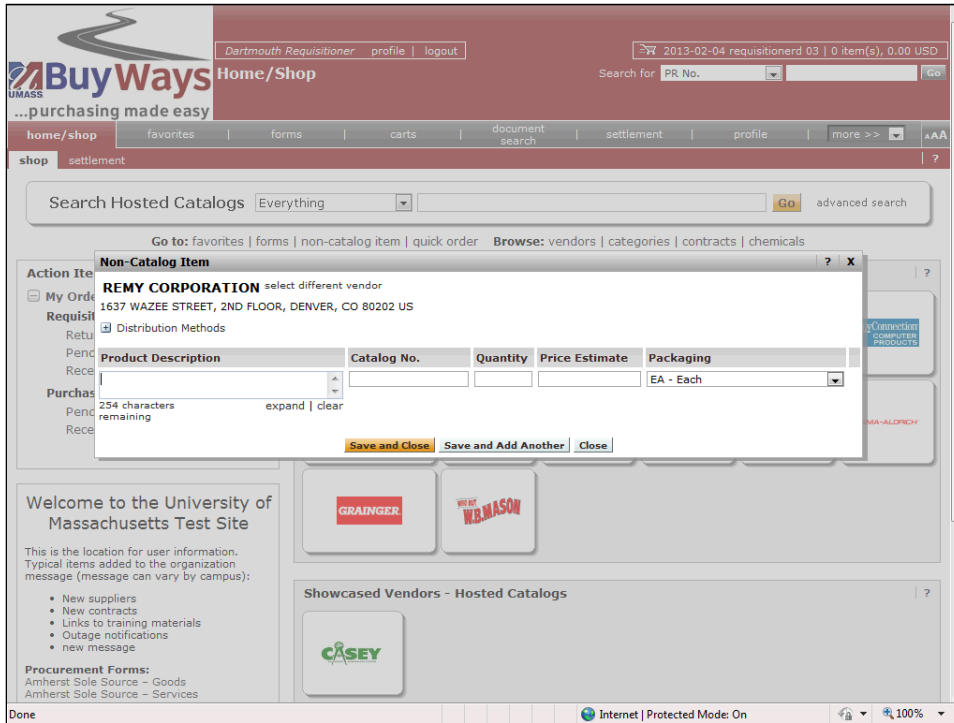 UMASS
BuyWays
...purchasing made easy
Dartmouth Requisitioner profile | logout
2013-02-04 requisitionerd 03 | 0 item(s), 0.00 USD
Home/Shop
Search for PR No. Go
home/shop favorites | forms | carts | document search | settlement | profile | more >> AAA
shop settlement | ?
Search Hosted Catalogs Everything Go advanced search
Go to: favorites | forms | non-catalog item | quick order Browse: vendors | categories | contracts | chemicals
Non-Catalog Item ? X
Action Ite | ?
REMY CORPORATION select different vendor
My Orde
1637 WAZEE STREET, 2ND FLOOR, DENVER, CO 80202 US
Requisit
Distribution Methods
Retu
yConnection
COMPUTER
PRODUCTS
Pend
Product Description Catalog No. Quantity Price Estimate Packaging
Rece
EA - Each
Purchas
254 characters remaining expand | clear
Pend
Rece
MA-ALDRICH
Save and Close Save and Add Another Close
Welcome to the University of
Massachusetts Test Site
GRAINGER
WHO BUT
W.B.MASON
This is the location for user information.
Typical items added to the organization
message (message can vary by campus):
• New suppliers
• New contracts
• Links to training materials
• Outage notifications
• new message
Showcased Vendors - Hosted Catalogs | ?
CASEY
Procurement Forms:
Amherst Sole Source – Goods
Amherst Sole Source – Services
Done Internet | Protected Mode: On 100%